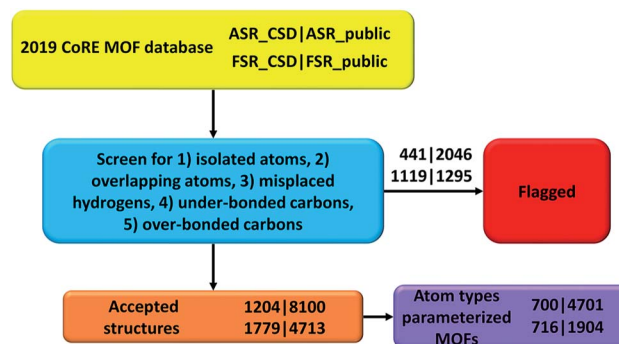 2019 CoRE MOF database
ASR_CSD|ASR_public
FSR_CSD|FSR_public
Screen for 1) isolated atoms, 2)
overlapping atoms, 3) misplaced
hydrogens, 4) under-bonded carbons,
5) over-bonded carbons
441|2046
1119|1295
Flagged
Accepted
structures
1204|8100
1779|4713
Atom types
parameterized
MOFs
700|4701
716|1904